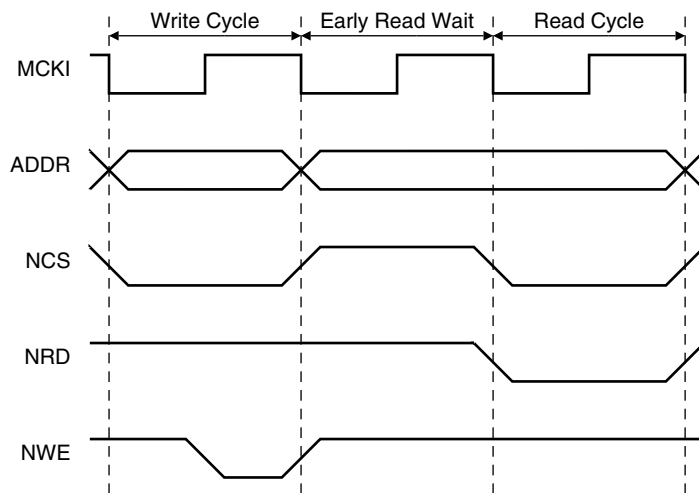 Write Cycle Early Read Wait Read Cycle
MCKI
ADDR
NCS
NRD
NWE